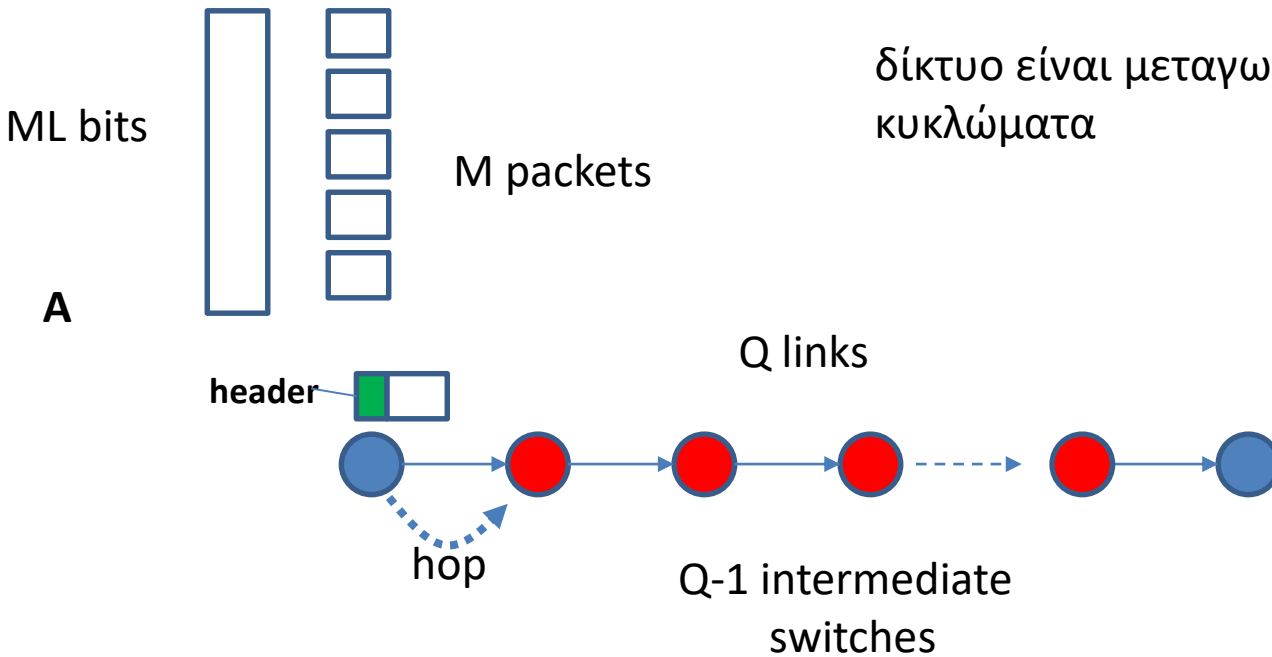 ML bits
M packets
δίκτυο είναι μεταγω
κυκλώματα
A
header
Q links
hop
Q-1 intermediate
switches